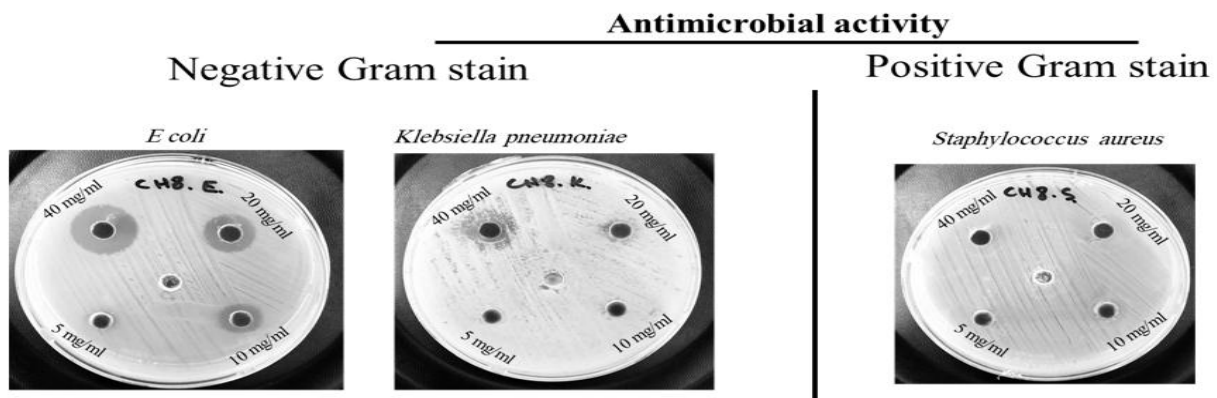 Antimicrobial activity
Negative Gram stain
Positive Gram stain
E coli
Klebsiella pneumoniae
Staphylococcus aureus
CH8.E.
40 mg/ml
20 mg/ml
5 mg/ml
10 mg/ml
CH8.K.
40 mg/ml
20 mg/ml
5 mg/ml
10 mg/ml
CH8.S.
40 mg/ml
20 mg/ml
5 mg/ml
10 mg/ml